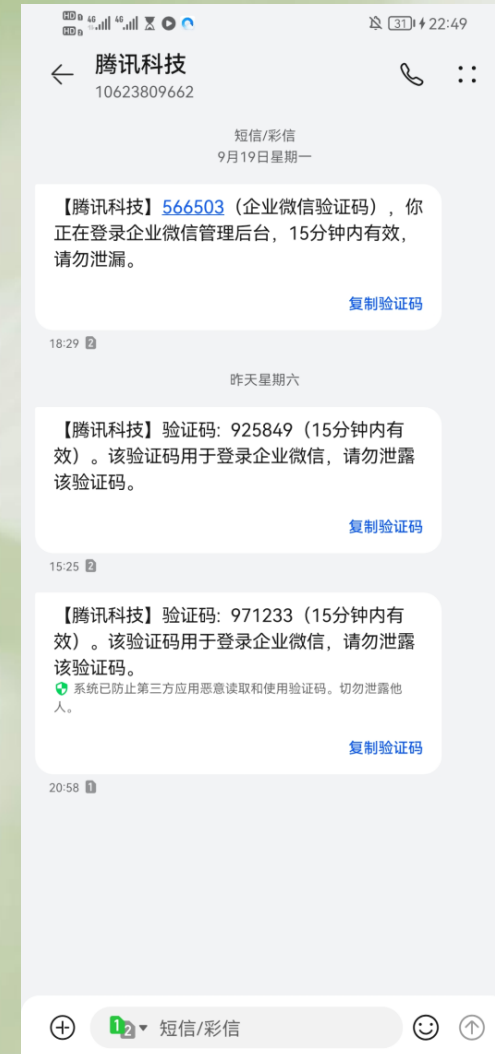 HD 4G 4G 31 22:49
HD
腾讯科技
10623809662
短信/彩信
9月19日星期一
【腾讯科技】566503（企业微信验证码），你
正在登录企业微信管理后台，15分钟内有效，
请勿泄漏。
复制验证码
18:29 2
昨天星期六
【腾讯科技】验证码：925849（15分钟内有
效）。该验证码用于登录企业微信，请勿泄露
该验证码。
复制验证码
15:25 2
【腾讯科技】验证码：971233（15分钟内有
效）。该验证码用于登录企业微信，请勿泄露
该验证码。
系统已防止第三方应用恶意读取和使用验证码。切勿泄露他
人。
复制验证码
20:58 1
12 短信/彩信